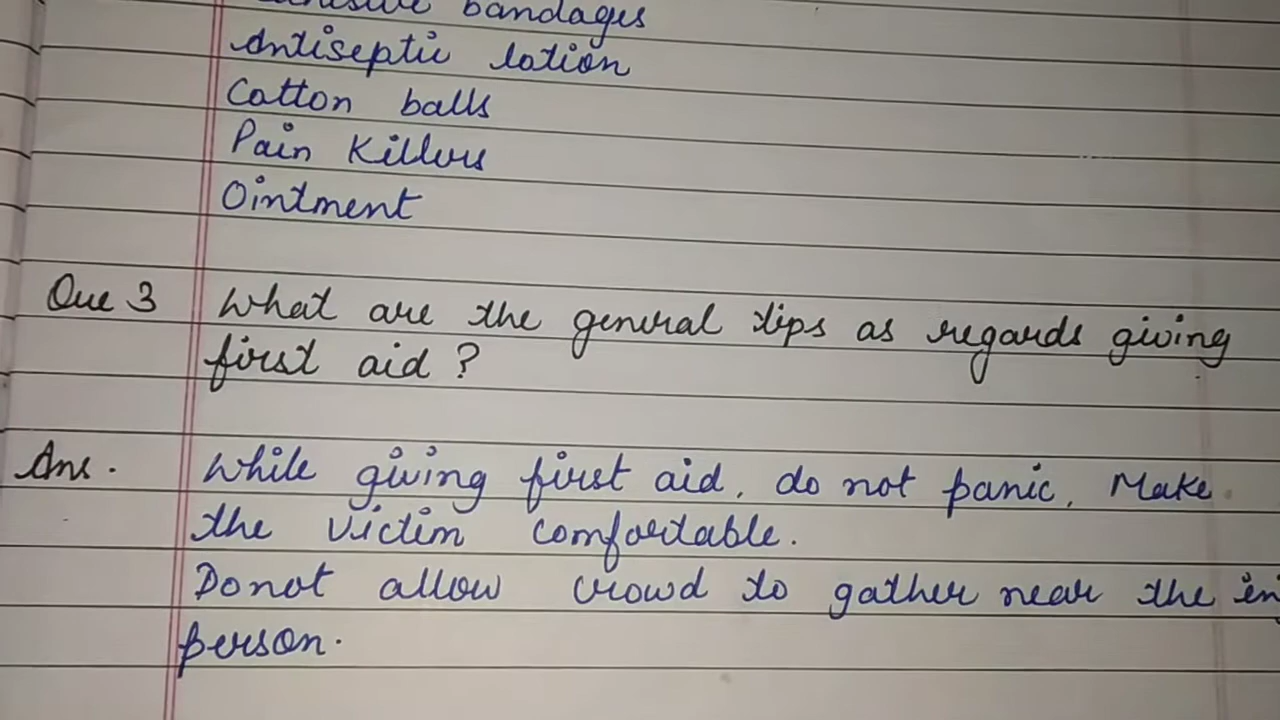 bandages
Antiseptic lotion
Cotton balls
Pain Killers
Ointment
Que 3 What are the general tips as regards giving
first aid ?
Ans. While giving first aid, do not panic, Make
the victim comfortable.
Donot allow crowd to gather near the
person.